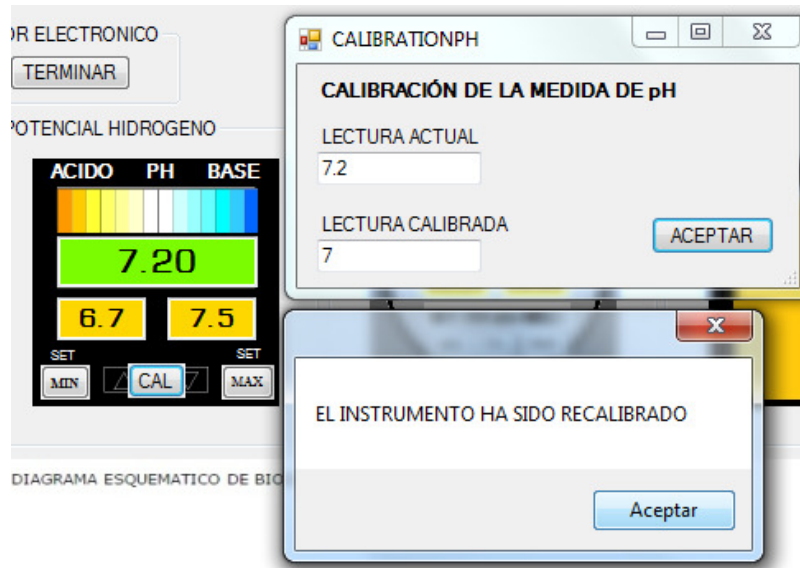 OR ELECTRONICO
TERMINAR
POTENCIAL HIDROGENO
ACIDO PH BASE
7.20
6.7 7.5
SET SET
MIN CAL MAX
DIAGRAMA ESQUEMATICO DE BIO
CALIBRATIONPH
CALIBRACIÓN DE LA MEDIDA DE pH
LECTURA ACTUAL
7.2
LECTURA CALIBRADA
7
ACEPTAR
EL INSTRUMENTO HA SIDO RECALIBRADO
Aceptar